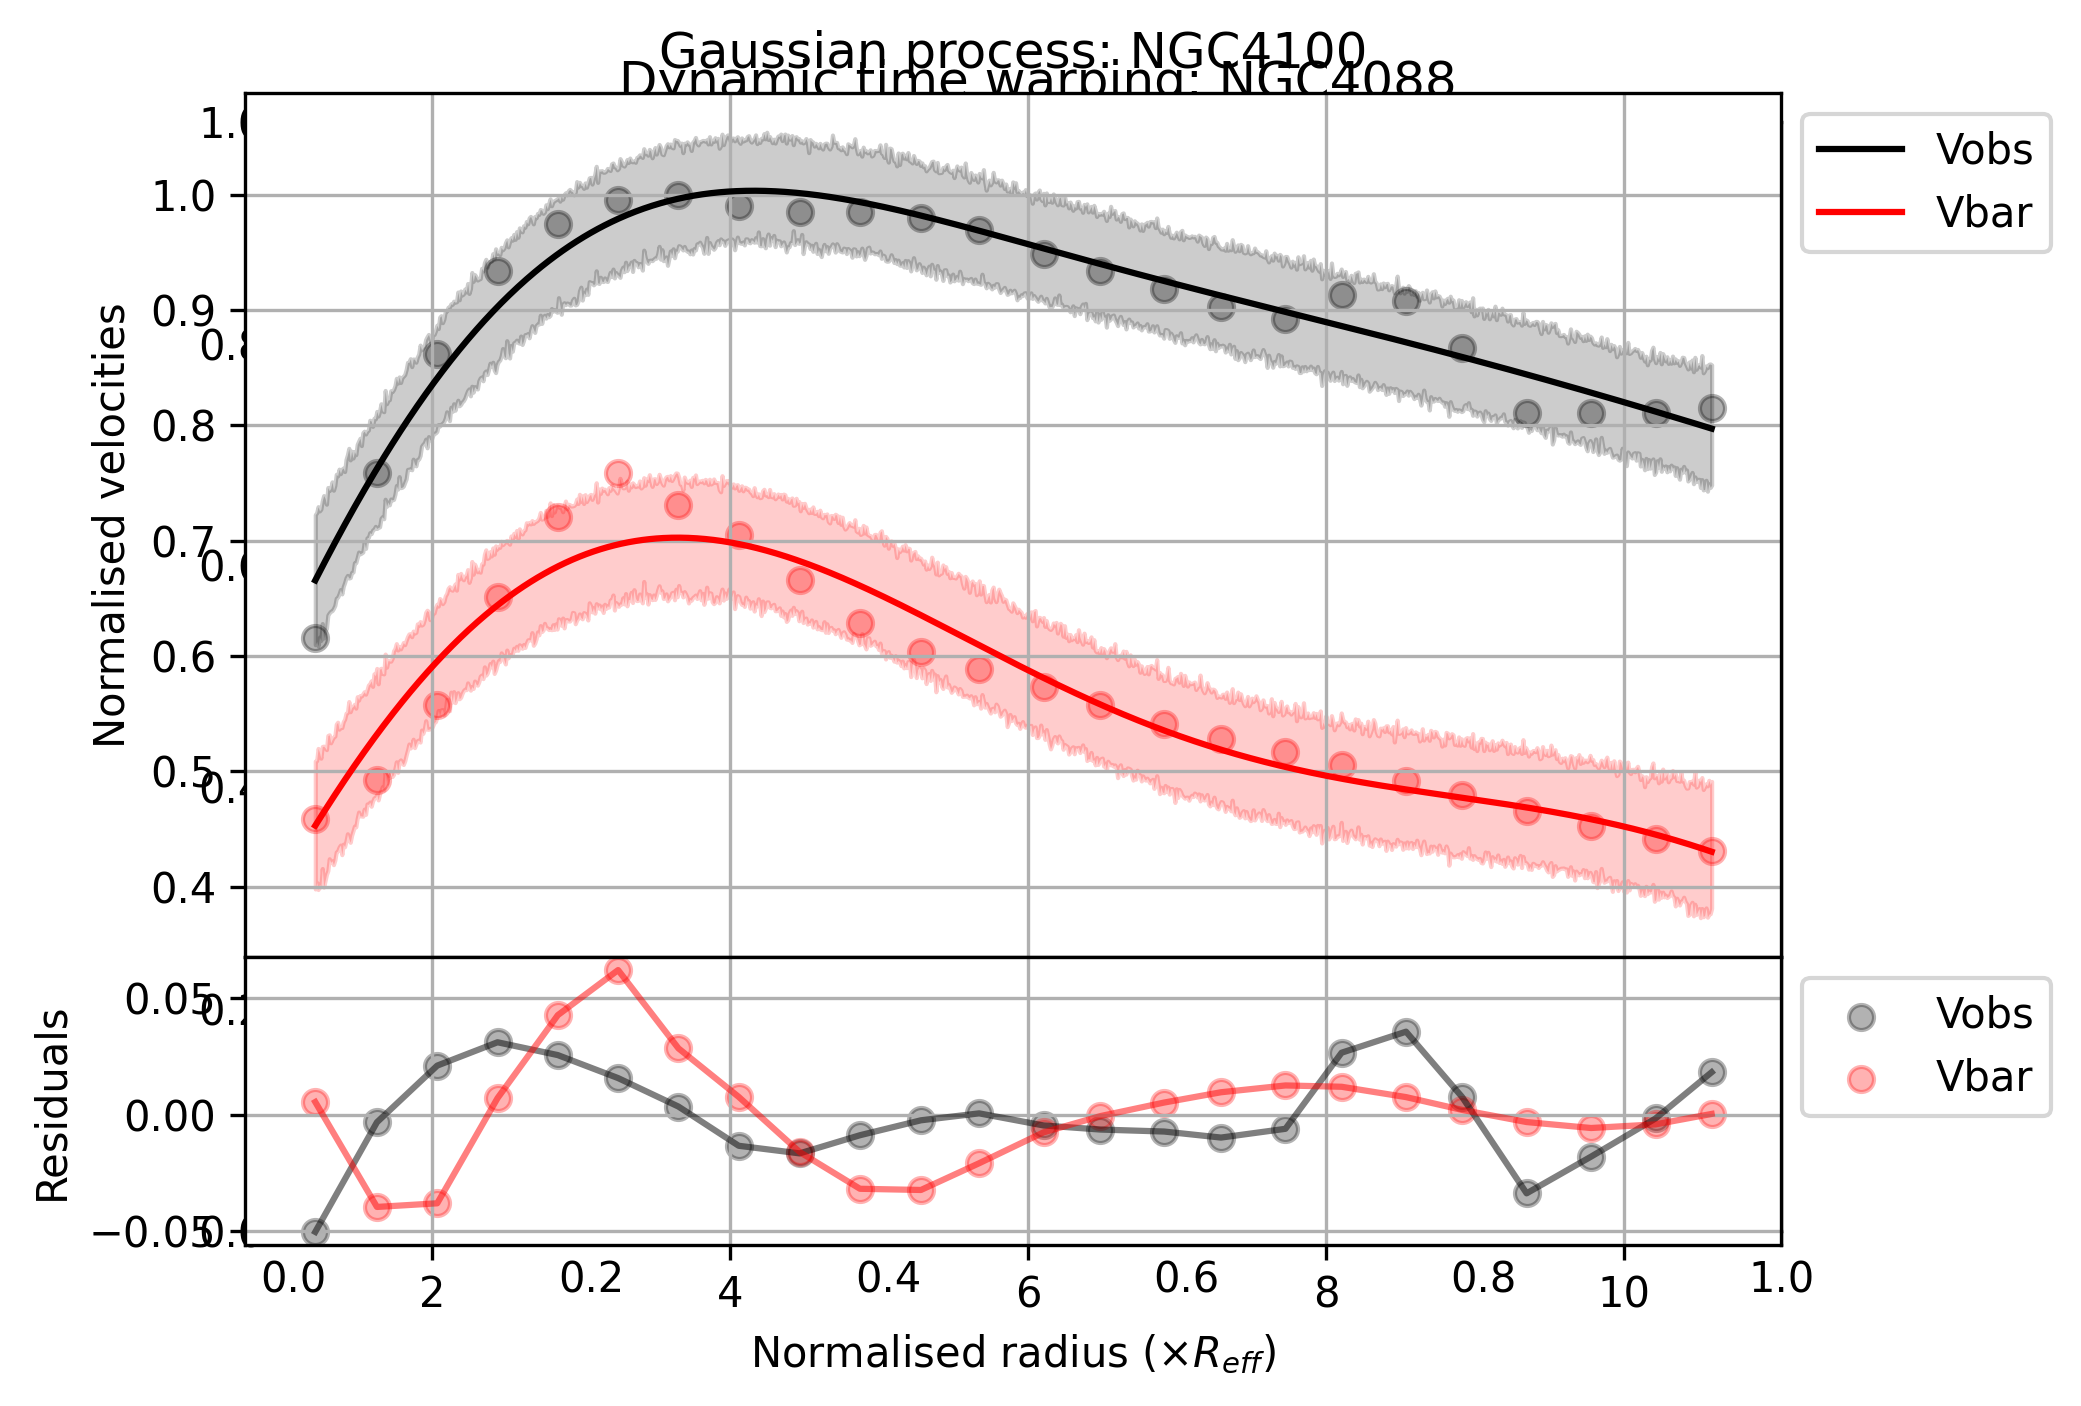 Gaussian process: NGC4100
Dynamic time warping: NGC4088
Normalised velocities
1.0
0.9
0.8
0.7
0.6
0.5
0.4
Vobs
Vbar
Residuals
0.05
0.00
−0.05
Vobs
Vbar
0.0 0.2 0.4 0.6 0.8 1.0
2 4 6 8 10
Normalised radius (×R_eff)